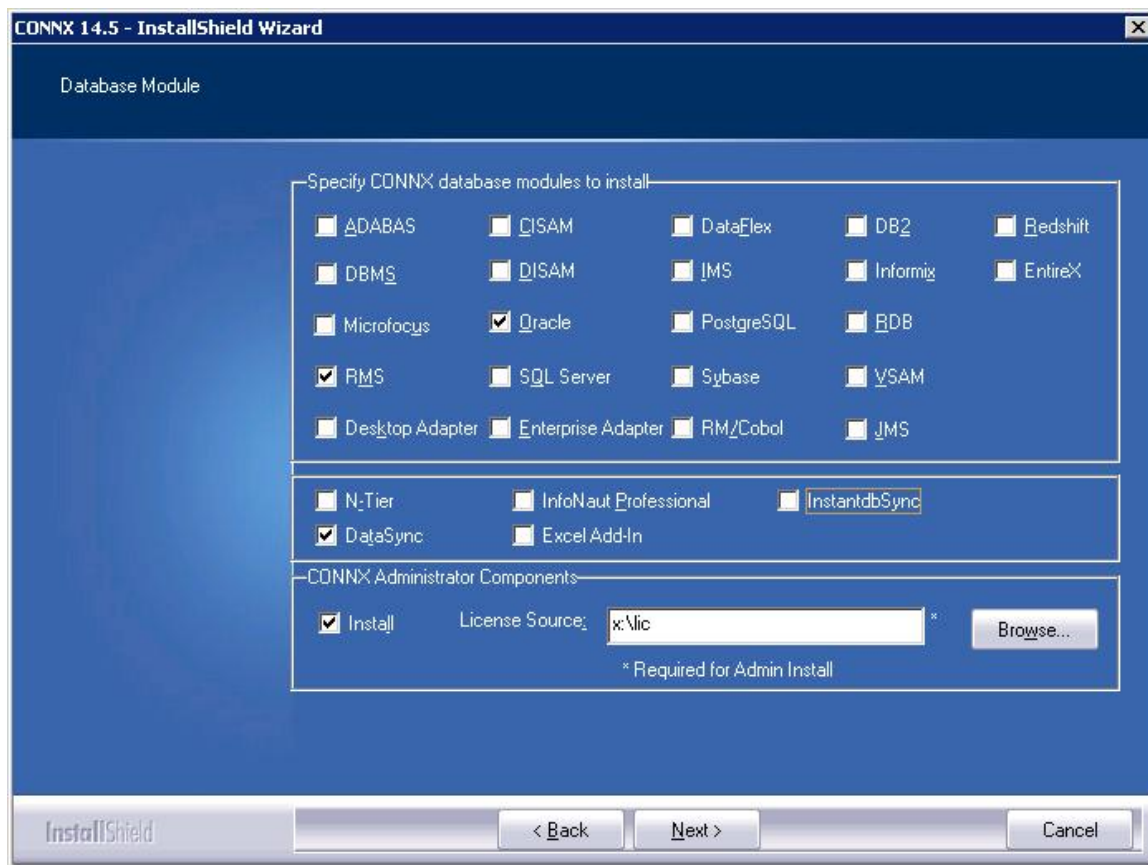 CONNX 14.5 - InstallShield Wizard
Database Module
Specify CONNX database modules to install
ADABAS CISAM DataFlex DB2 Redshift
DBMS DISAM IMS Informix EntireX
Microfocus Oracle PostgreSQL RDB
RMS SQL Server Sybase VSAM
Desktop Adapter Enterprise Adapter RM/Cobol JMS
N-Tier InfoNaut Professional InstantdbSync
DataSync Excel Add-In
CONNX Administrator Components
Install License Source: x:\lic * Browse...
* Required for Admin Install
InstallShield < Back Next > Cancel